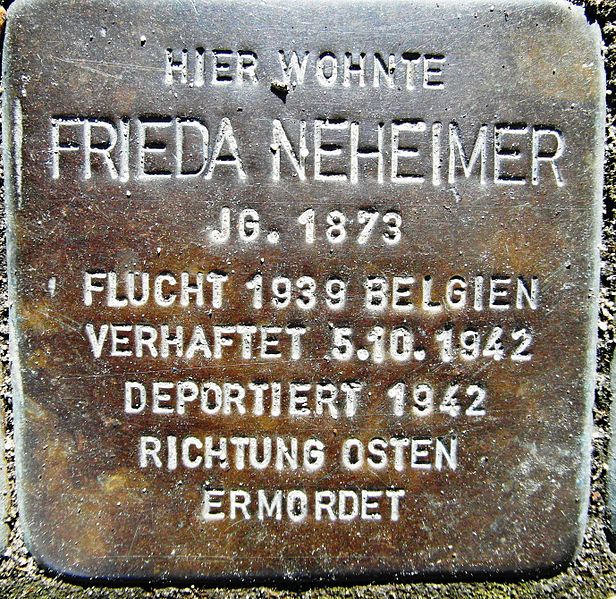 HIER WOHNTE
FRIEDA NEHEIMER
JG. 1873
FLUCHT 1939 BELGIEN
VERHAFTET 5.10.1942
DEPORTIERT 1942
RICHTUNG OSTEN
ERMORDET